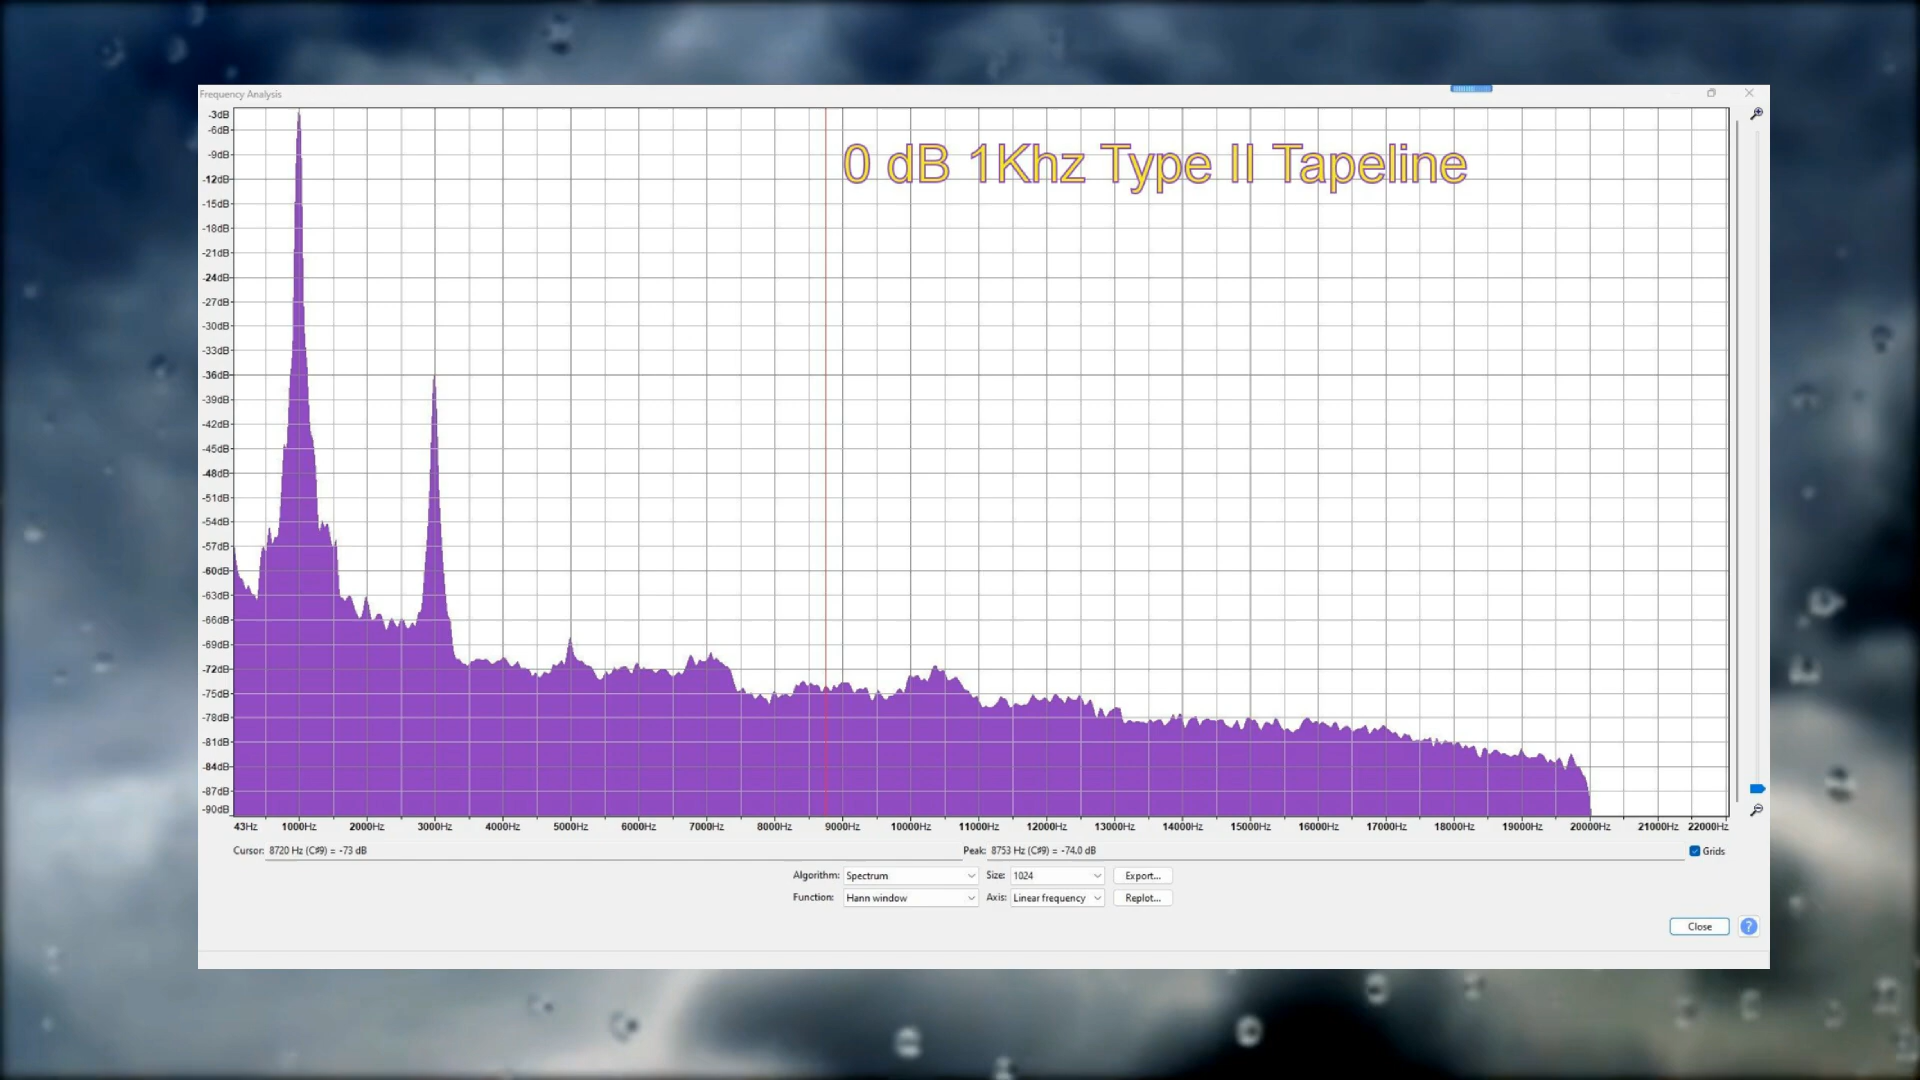 Frequency Analysis
0 dB 1Khz Type II Tapeline
-3dB
-6dB
-9dB
-12dB
-15dB
-18dB
-21dB
-24dB
-27dB
-30dB
-33dB
-36dB
-39dB
-42dB
-45dB
-48dB
-51dB
-54dB
-57dB
-60dB
-63dB
-66dB
-69dB
-72dB
-75dB
-78dB
-81dB
-84dB
-87dB
-90dB
43Hz 1000Hz 2000Hz 3000Hz 4000Hz 5000Hz 6000Hz 7000Hz 8000Hz 9000Hz 10000Hz 11000Hz 12000Hz 13000Hz 14000Hz 15000Hz 16000Hz 17000Hz 18000Hz 19000Hz 20000Hz 21000Hz 22000Hz
Cursor: 8720 Hz (C#9) = -73 dB Peak: 8753 Hz (C#9) = -74.0 dB Grids
Algorithm: Spectrum Size: 1024 Export...
Function: Hann window Axis: Linear frequency Replot...
Close ?